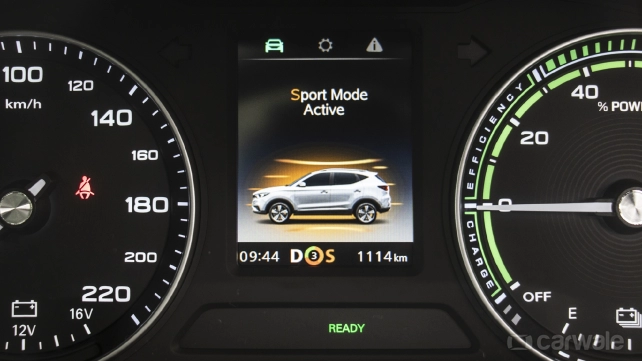 100
120
km/h
140
160
180
200
220
12V
16V
Sport Mode
Active
09:44 D 3 S 1114 km
READY
EFFICIENCY
CHARGE
40
% POW
20
0
OFF
E
carwale